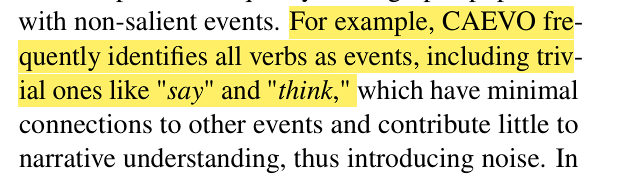 with non-salient events. For example, CAEVO fre-
quently identifies all verbs as events, including triv-
ial ones like "say" and "think," which have minimal
connections to other events and contribute little to
narrative understanding, thus introducing noise. In